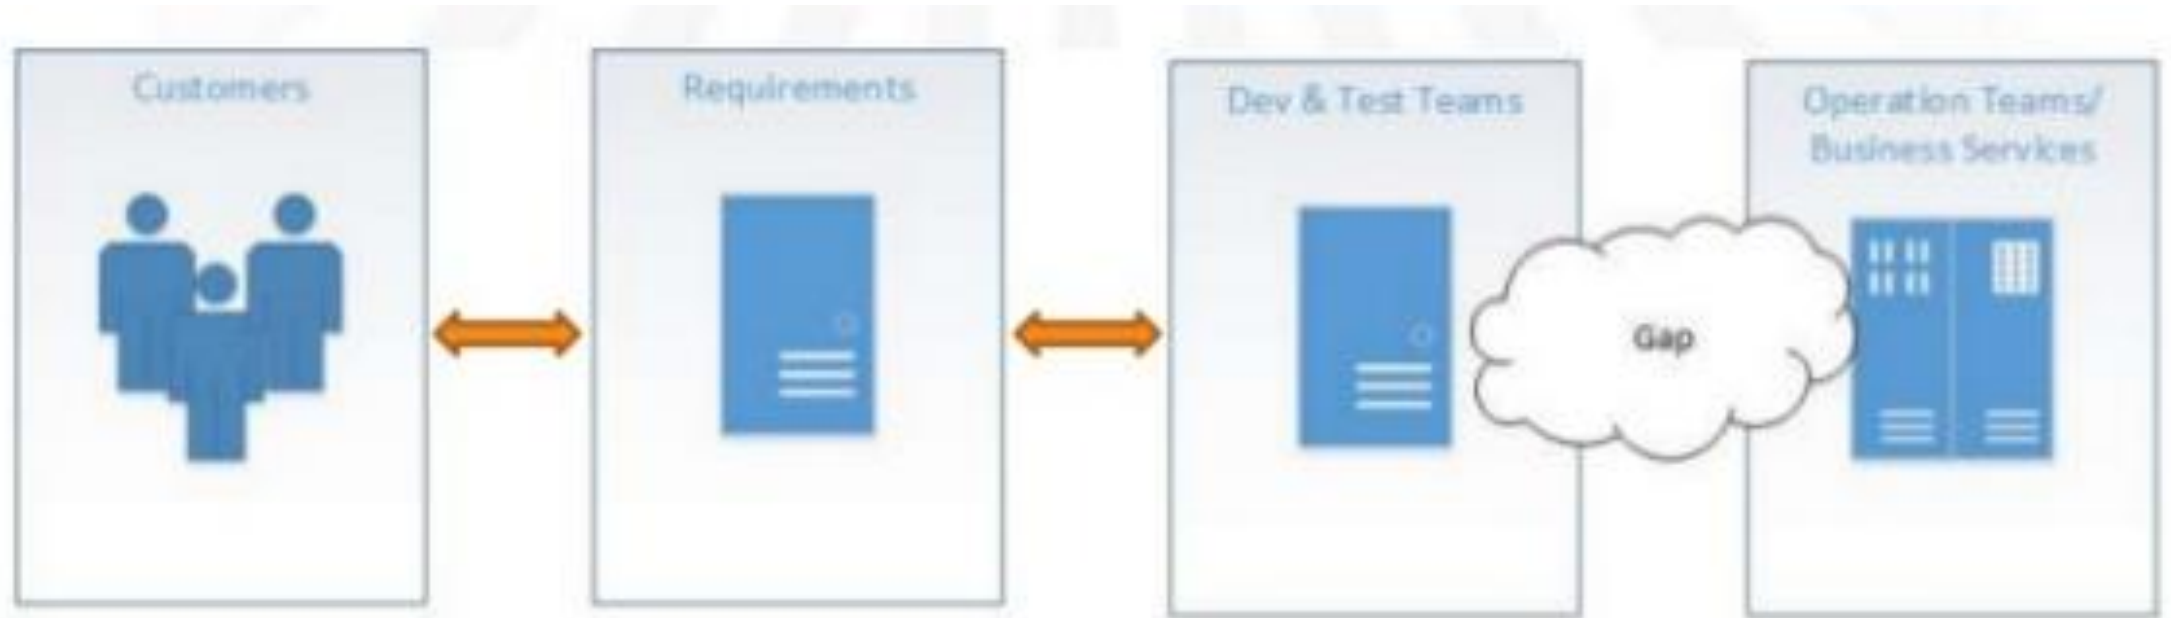 Customers
Requirements
Dev & Test Teams
Operation Teams/
Business Services
Gap